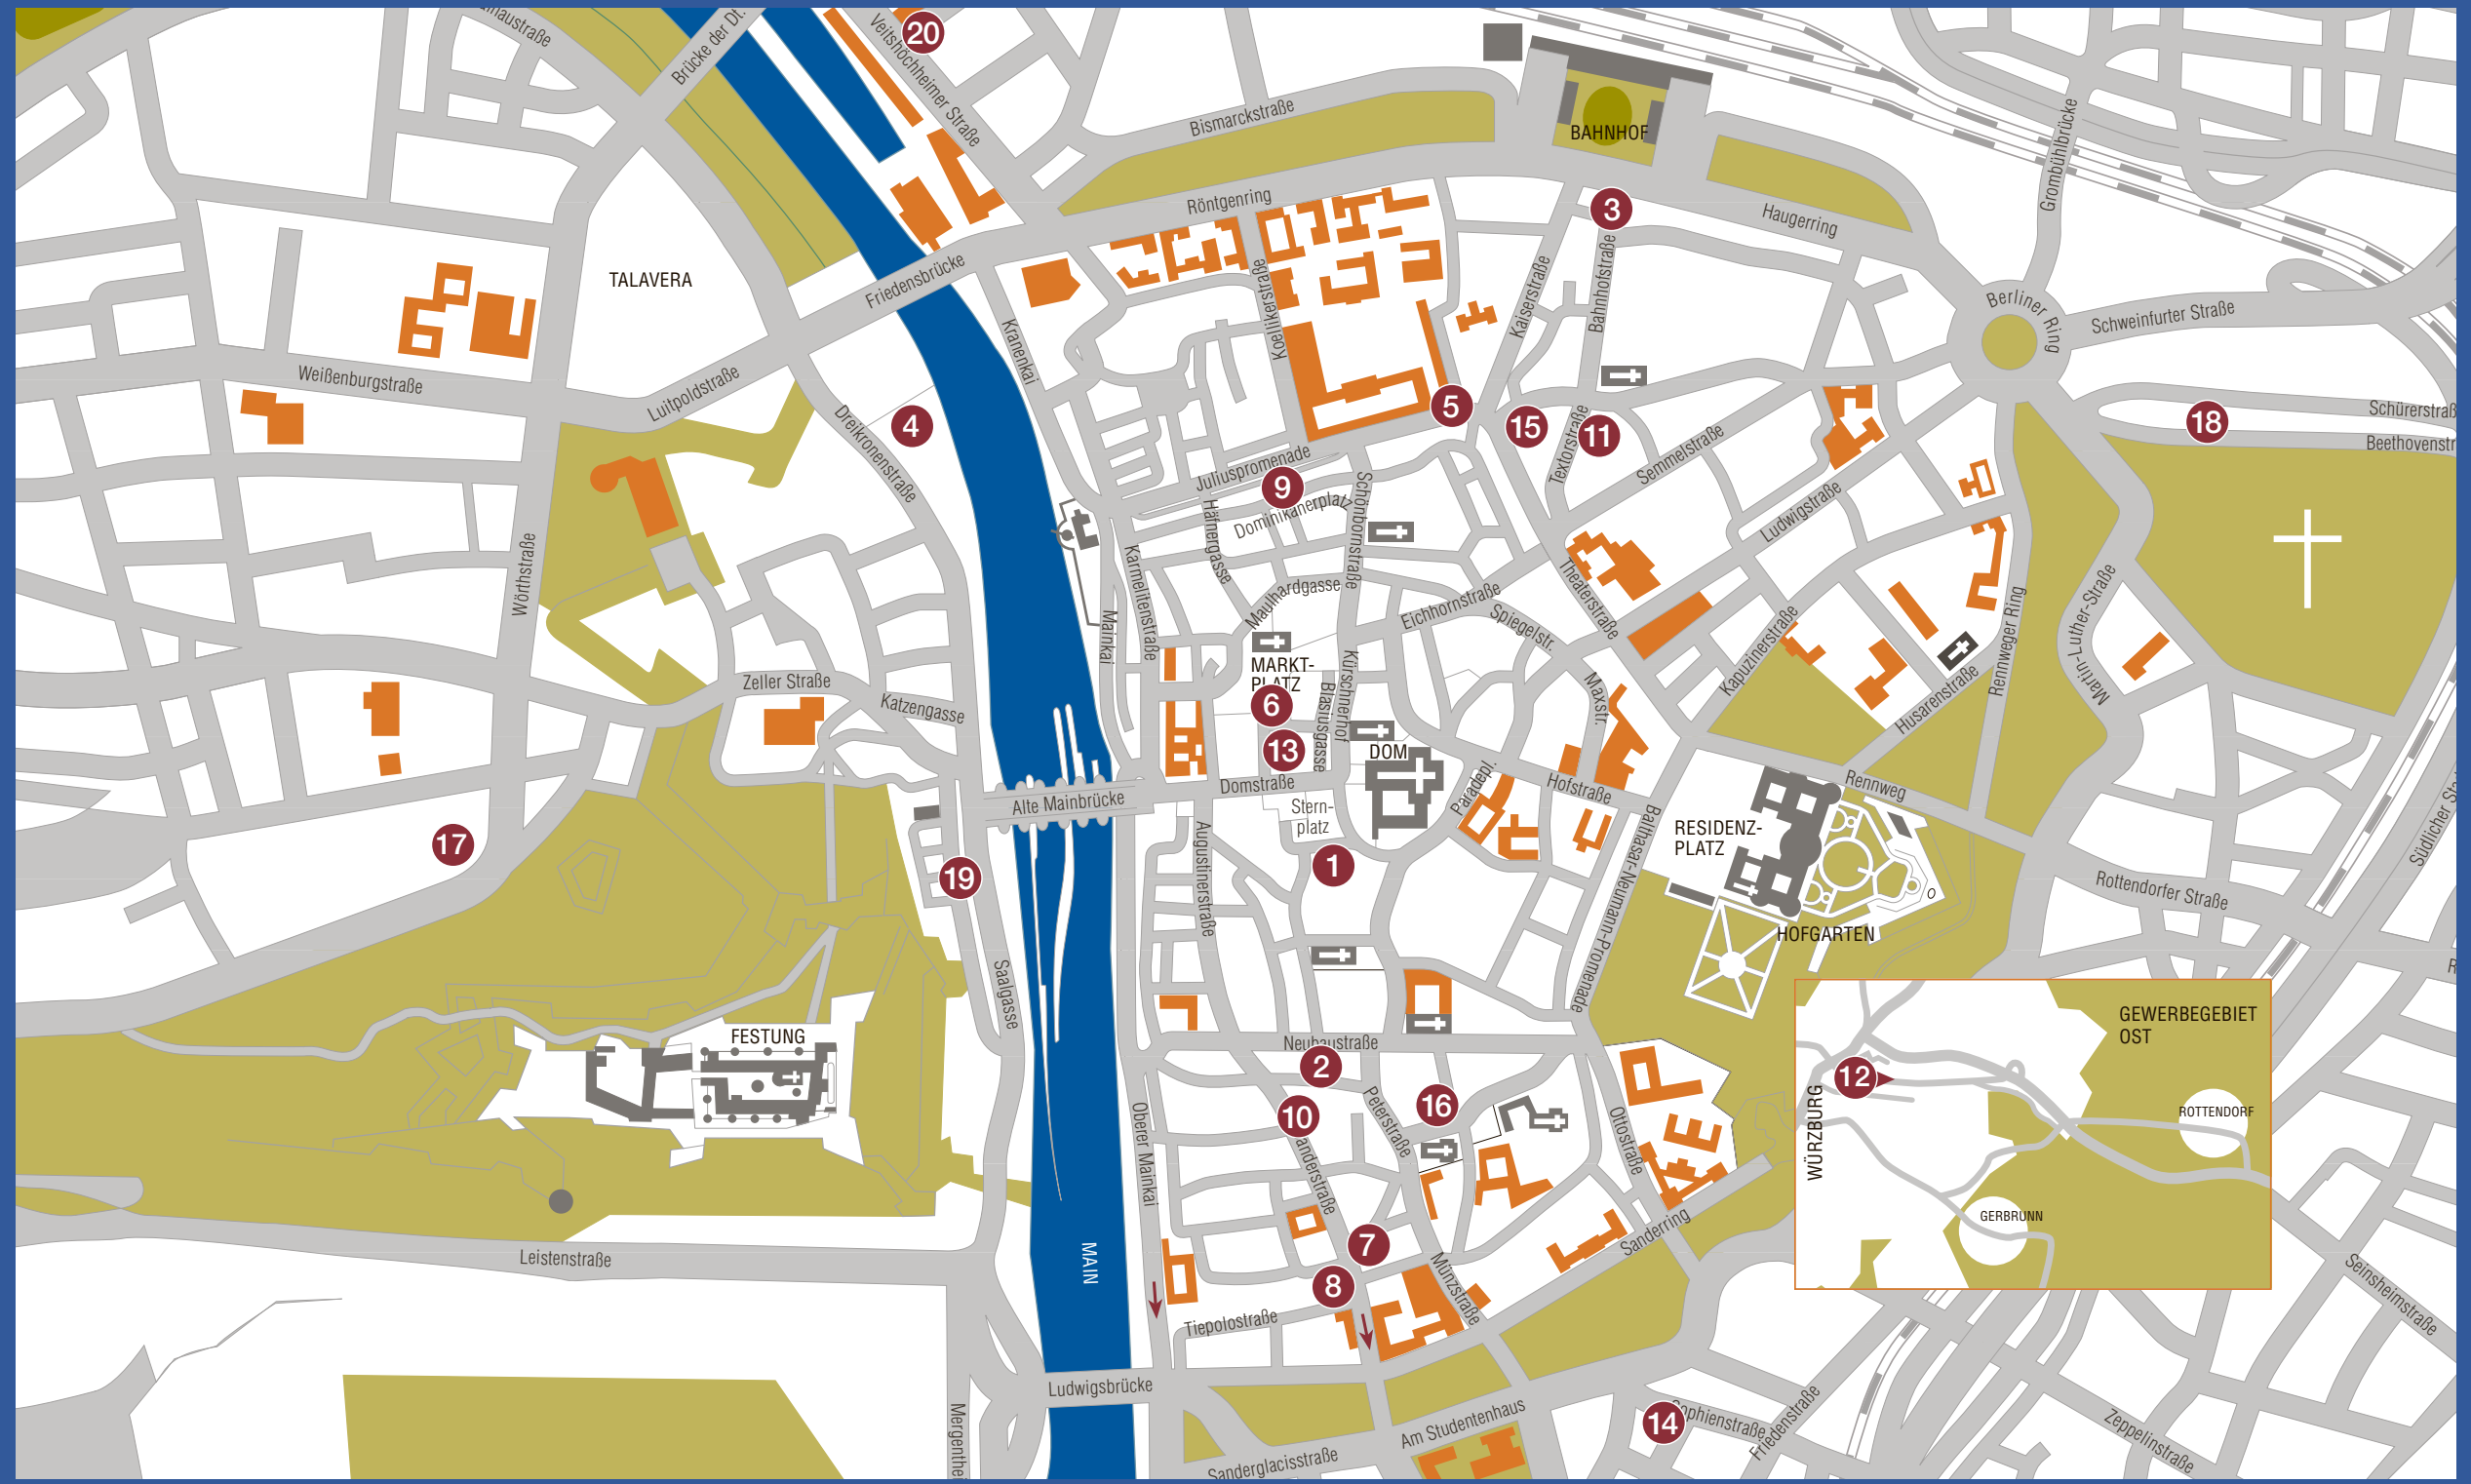 Brücke der Dt.
Veitshöchheimer Straße
20
Bismarckstraße
BAHNHOF
Grombühlbrücke
Röntgenring
3
Haugerring
TALAVERA
Friedensbrücke
Koellikerstraße
Kaiserstraße
Bahnhofstraße
Berliner Ring
Schweinfurter Straße
Kranenkai
Weißenburgstraße
Luitpoldstraße
Dreikronenstraße
4
5
15
11
Textorstraße
Semmelstraße
18
Schürerstraß
Beethovenstr
Juliuspromenade
9
Dominikanerplatz
Schönbornstraße
Häfnergasse
Ludwigstraße
Wörthstraße
Karmelitenstraße
Mainkai
Maulhardgasse
Eichhornstraße
Spiegelstr.
Theaterstraße
Kapuzinerstraße
Rennweger Ring
Martin-Luther-Straße
Husarenstraße
MARKT-
PLATZ
6
13
Blasiusgasse
Kürschnerhof
DOM
Maxstr.
Zeller Straße
Katzengasse
Alte Mainbrücke
Domstraße
Stern-
platz
Paradepl.
Hofstraße
Rennweg
RESIDENZ-
PLATZ
HOFGARTEN
Balthasar-Neumann-Promenade
Rottendorfer Straße
17
19
1
Augustinerstraße
Saalgasse
FESTUNG
Neubaustraße
2
10
16
Peterstraße
Oberer Mainkai
anderstraße
Ottostraße
Sanderring
7
8
Münzstraße
MAIN
Leistenstraße
Tiepolostraße
Ludwigsbrücke
Am Studentenhaus
Sanderglacisstraße
14
Sophienstraße
Friedenstraße
Zeppelinstraße
Seinsheimstraße
GEWERBEGEBIET
OST
12
WÜRZBURG
ROTTENDORF
GERBRUNN